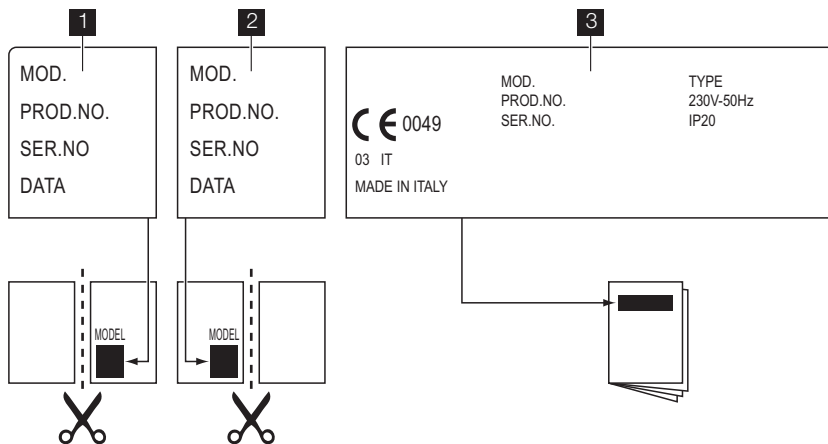 1
MOD.
PROD.NO.
SER.NO
DATA
2
MOD.
PROD.NO.
SER.NO
DATA
3
MOD.
PROD.NO.
SER.NO.
TYPE
230V-50Hz
IP20
CE 0049
03 IT
MADE IN ITALY
MODEL
MODEL